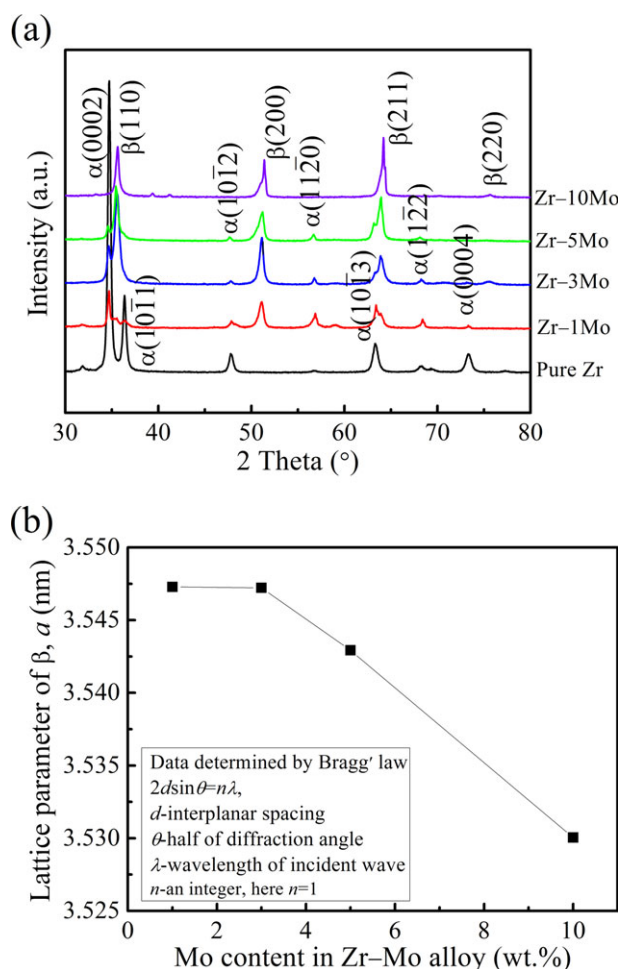 (a)
Intensity (a.u.)
α(0002)
β(110)
α(101̄1)
α(101̄2)
β(200)
α(112̄0)
α(101̄3)
β(211)
α(112̄2)
α(0004)
β(220)
Zr–10Mo
Zr–5Mo
Zr–3Mo
Zr–1Mo
Pure Zr
30 40 50 60 70 80
2 Theta (°)
(b)
Lattice parameter of β, a (nm)
3.550
3.545
3.540
3.535
3.530
3.525
Data determined by Bragg′ law
2dsinθ=nλ,
d-interplanar spacing
θ-half of diffraction angle
λ-wavelength of incident wave
n-an integer, here n=1
0 2 4 6 8 10
Mo content in Zr–Mo alloy (wt.%)